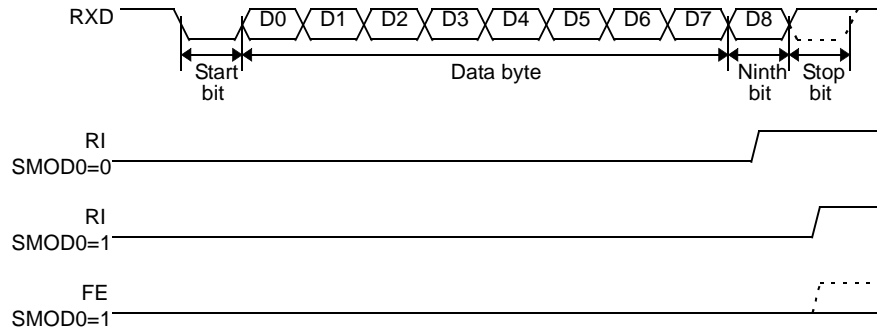 RXD D0 D1 D2 D3 D4 D5 D6 D7 D8
Start bit
Data byte
Ninth bit
Stop bit
RI
SMOD0=0
RI
SMOD0=1
FE
SMOD0=1